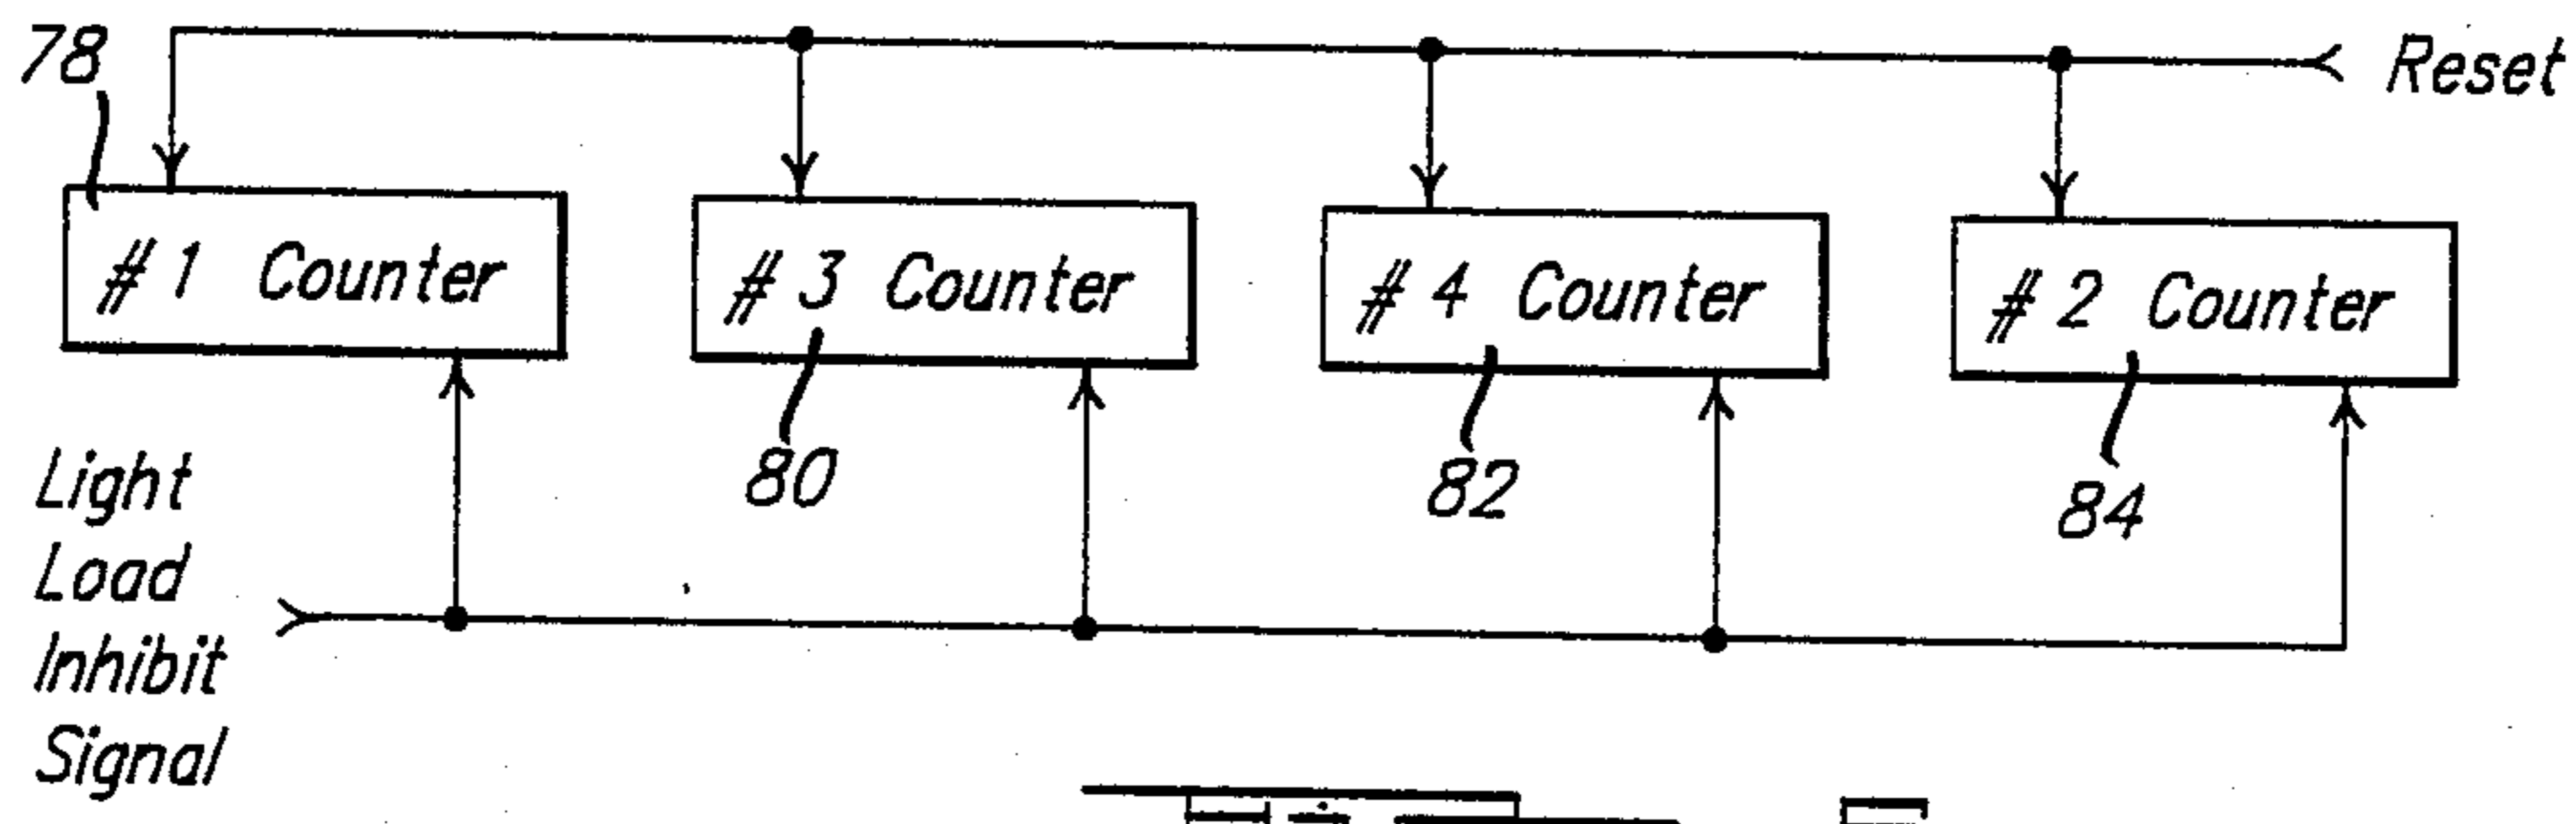 78
Reset
# 1 Counter
# 3 Counter
# 4 Counter
# 2 Counter
80
82
84
Light
Load
Inhibit
Signal